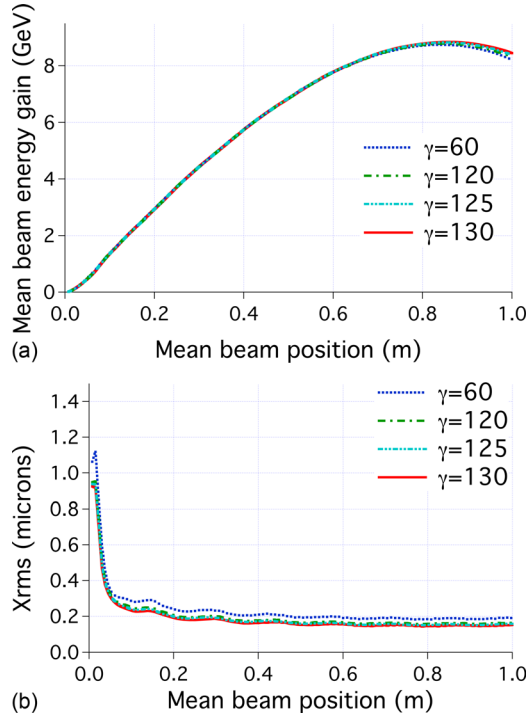 Mean beam energy gain (GeV)
8
6
4
2
0
γ=60
γ=120
γ=125
γ=130
0.0 0.2 0.4 0.6 0.8 1.0
(a) Mean beam position (m)
Xrms (microns)
1.4
1.2
1.0
0.8
0.6
0.4
0.2
0.0
γ=60
γ=120
γ=125
γ=130
0.0 0.2 0.4 0.6 0.8 1.0
(b) Mean beam position (m)